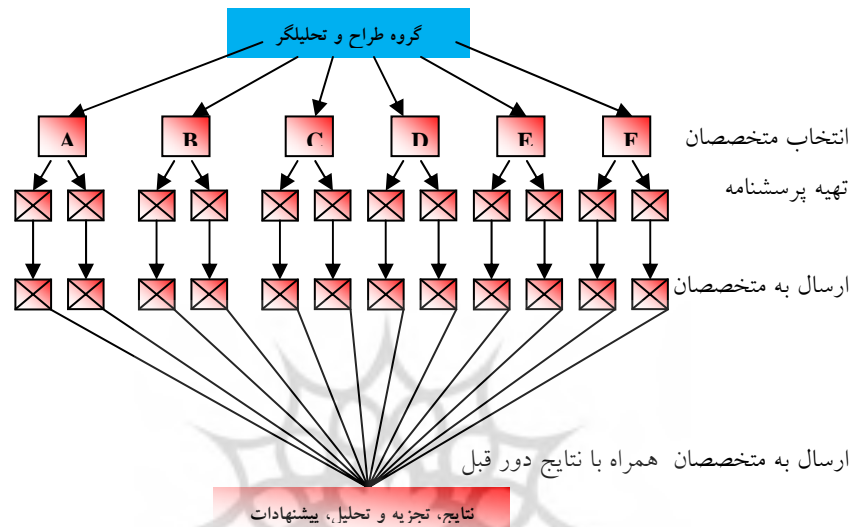 گروه طراح و تحلیلگر
A B C D E F
انتخاب متخصصان
تهیه پرسشنامه
ارسال به متخصصان
ارسال به متخصصان همراه با نتایج دور قبل
نتایج، تجزیه و تحلیل، پیشنهادات